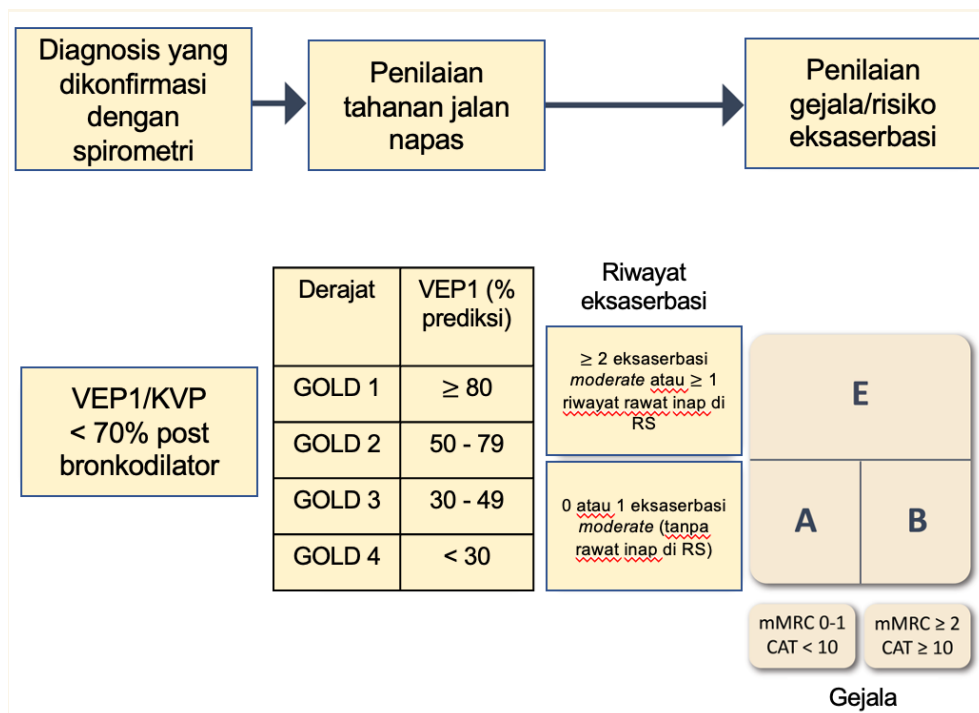 Diagnosis yang
dikonfirmasi
dengan
spirometri
Penilaian
tahanan jalan
napas
Penilaian
gejala/risiko
eksaserbasi
VEP1/KVP
< 70% post
bronkodilator
Derajat
VEP1 (%
prediksi)
GOLD 1
≥ 80
GOLD 2
50 - 79
GOLD 3
30 - 49
GOLD 4
< 30
Riwayat
eksaserbasi
≥ 2 eksaserbasi
moderate atau ≥ 1
riwayat rawat inap di
RS
0 atau 1 eksaserbasi
moderate (tanpa
rawat inap di RS)
E
A
B
mMRC 0-1
CAT < 10
mMRC ≥ 2
CAT ≥ 10
Gejala